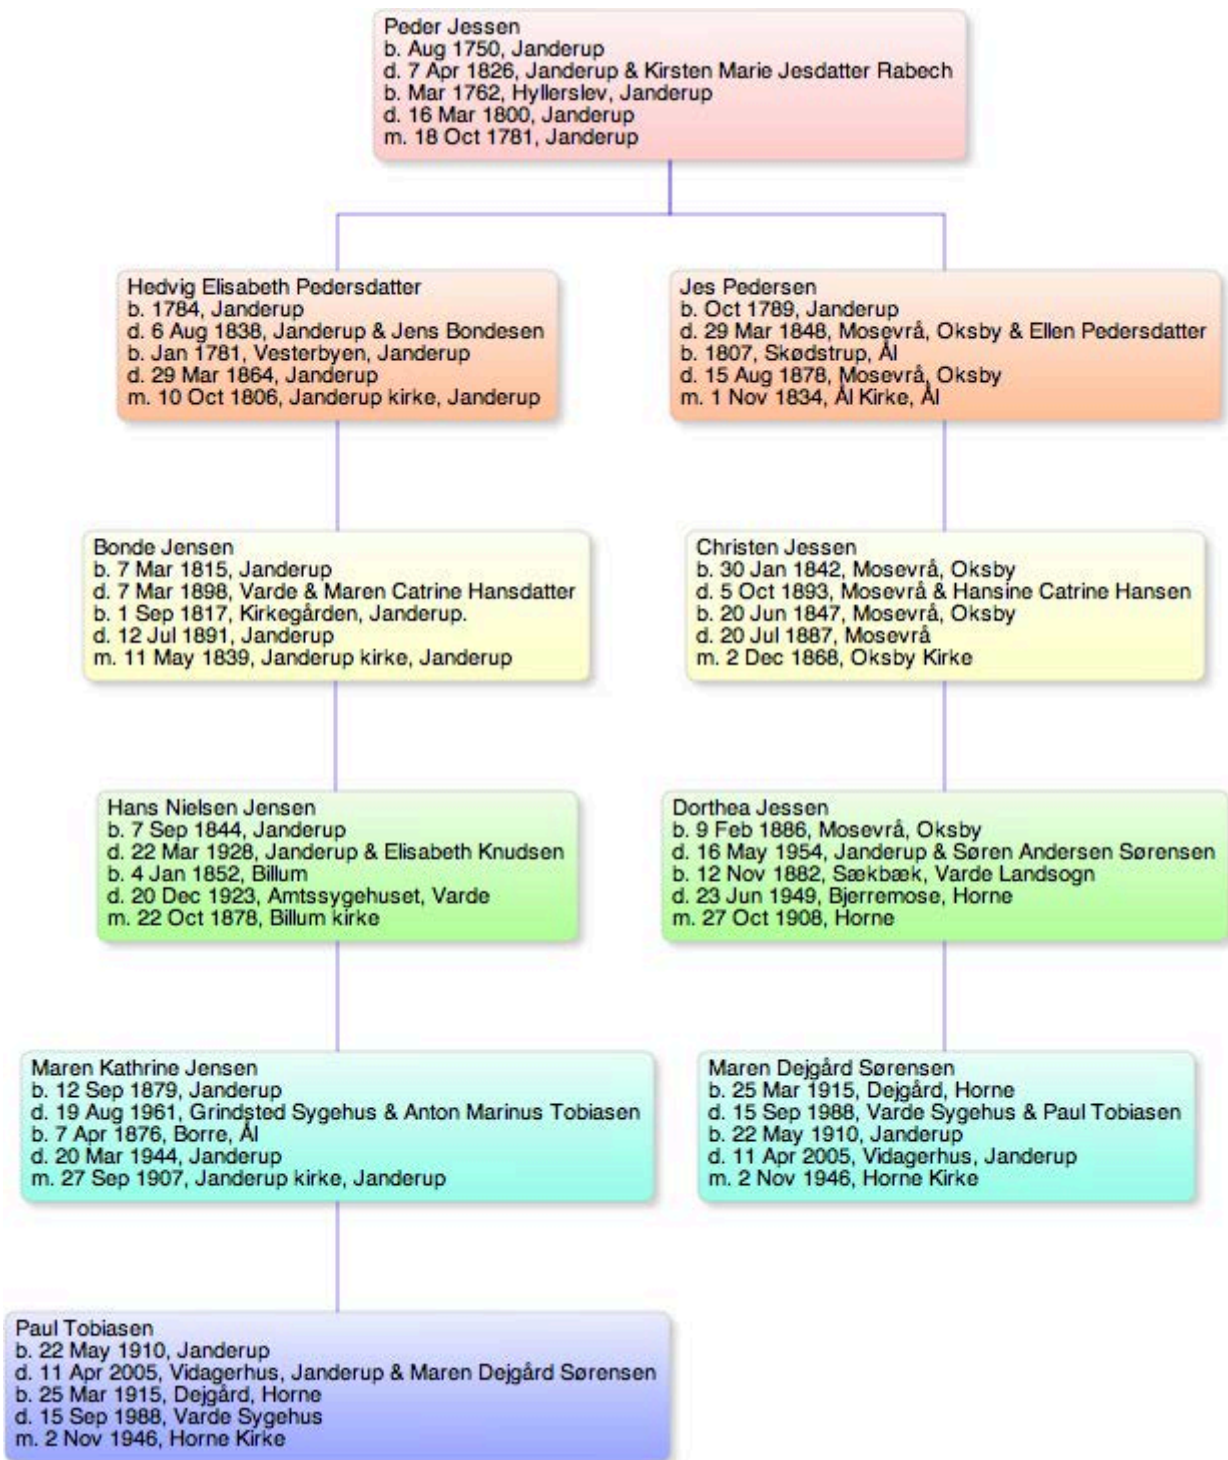 Peder Jessen
b. Aug 1750, Janderup
d. 7 Apr 1826, Janderup & Kirsten Marie Jesdatter Rabech
b. Mar 1762, Hyllerslev, Janderup
d. 16 Mar 1800, Janderup
m. 18 Oct 1781, Janderup
Hedvig Elisabeth Pedersdatter
b. 1784, Janderup
d. 6 Aug 1838, Janderup & Jens Bondesen
b. Jan 1781, Vesterbyen, Janderup
d. 29 Mar 1864, Janderup
m. 10 Oct 1806, Janderup kirke, Janderup
Jes Pedersen
b. Oct 1789, Janderup
d. 29 Mar 1848, Mosevrå, Oksby & Ellen Pedersdatter
b. 1807, Skødstrup, Ål
d. 15 Aug 1878, Mosevrå, Oksby
m. 1 Nov 1834, Ål Kirke, Ål
Bonde Jensen
b. 7 Mar 1815, Janderup
d. 7 Mar 1898, Varde & Maren Catrine Hansdatter
b. 1 Sep 1817, Kirkegården, Janderup.
d. 12 Jul 1891, Janderup
m. 11 May 1839, Janderup kirke, Janderup
Christen Jessen
b. 30 Jan 1842, Mosevrå, Oksby
d. 5 Oct 1893, Mosevrå & Hansine Catrine Hansen
b. 20 Jun 1847, Mosevrå, Oksby
d. 20 Jul 1887, Mosevrå
m. 2 Dec 1868, Oksby Kirke
Hans Nielsen Jensen
b. 7 Sep 1844, Janderup
d. 22 Mar 1928, Janderup & Elisabeth Knudsen
b. 4 Jan 1852, Billum
d. 20 Dec 1923, Amtssygehuset, Varde
m. 22 Oct 1878, Billum kirke
Dorthea Jessen
b. 9 Feb 1886, Mosevrå, Oksby
d. 16 May 1954, Janderup & Søren Andersen Sørensen
b. 12 Nov 1882, Sækbæk, Varde Landsogn
d. 23 Jun 1949, Bjerremose, Horne
m. 27 Oct 1908, Horne
Maren Kathrine Jensen
b. 12 Sep 1879, Janderup
d. 19 Aug 1961, Grindsted Sygehus & Anton Marinus Tobiasen
b. 7 Apr 1876, Borre, Ål
d. 20 Mar 1944, Janderup
m. 27 Sep 1907, Janderup kirke, Janderup
Maren Dejgård Sørensen
b. 25 Mar 1915, Dejgård, Horne
d. 15 Sep 1988, Varde Sygehus & Paul Tobiasen
b. 22 May 1910, Janderup
d. 11 Apr 2005, Vidagerhus, Janderup
m. 2 Nov 1946, Horne Kirke
Paul Tobiasen
b. 22 May 1910, Janderup
d. 11 Apr 2005, Vidagerhus, Janderup & Maren Dejgård Sørensen
b. 25 Mar 1915, Dejgård, Horne
d. 15 Sep 1988, Varde Sygehus
m. 2 Nov 1946, Horne Kirke